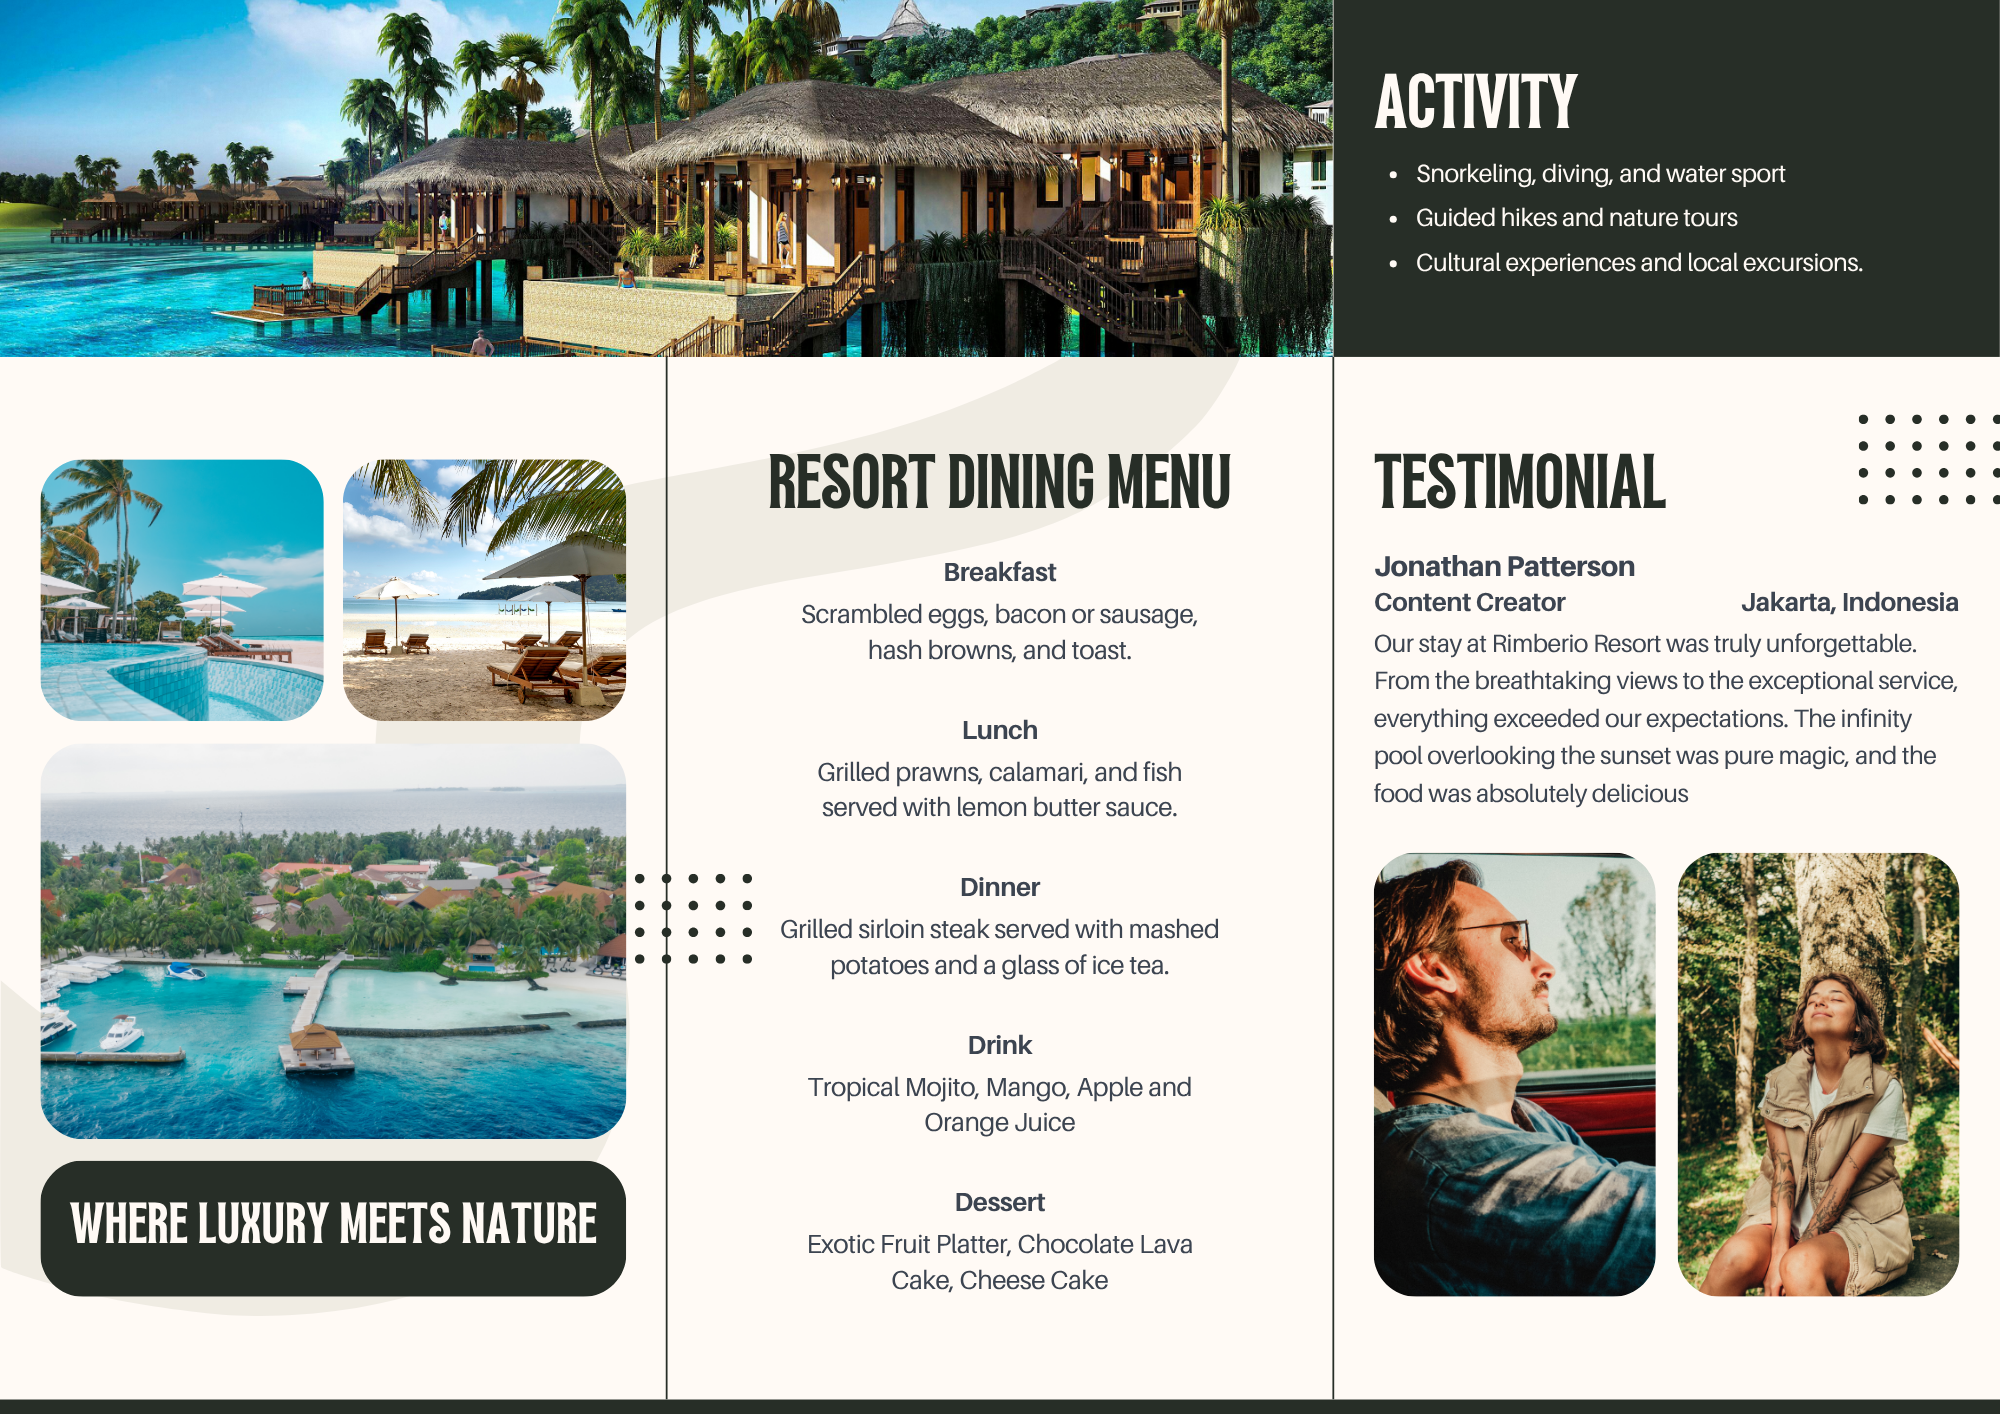 ACTIVITY
• Snorkeling, diving, and water sport
• Guided hikes and nature tours
• Cultural experiences and local excursions.
WHERE LUXURY MEETS NATURE
RESORT DINING MENU
Breakfast
Scrambled eggs, bacon or sausage,
hash browns, and toast.
Lunch
Grilled prawns, calamari, and fish
served with lemon butter sauce.
Dinner
Grilled sirloin steak served with mashed
potatoes and a glass of ice tea.
Drink
Tropical Mojito, Mango, Apple and
Orange Juice
Dessert
Exotic Fruit Platter, Chocolate Lava
Cake, Cheese Cake
TESTIMONIAL
Jonathan Patterson
Content Creator Jakarta, Indonesia
Our stay at Rimberio Resort was truly unforgettable.
From the breathtaking views to the exceptional service,
everything exceeded our expectations. The infinity
pool overlooking the sunset was pure magic, and the
food was absolutely delicious